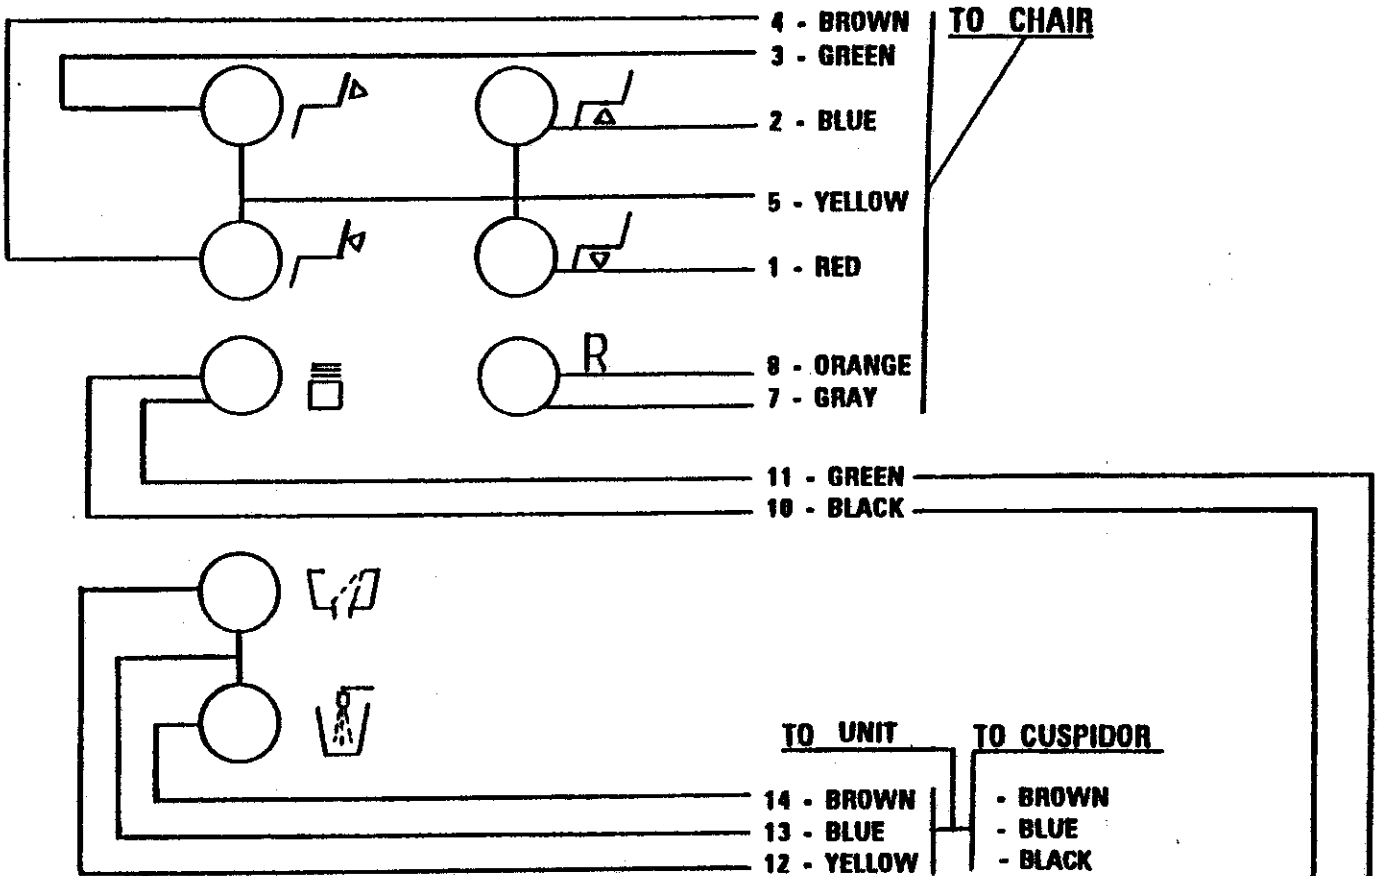 4 - BROWN
TO CHAIR
3 - GREEN
2 - BLUE
5 - YELLOW
1 - RED
R
8 - ORANGE
7 - GRAY
11 - GREEN
10 - BLACK
TO UNIT
TO CUSPIDOR
14 - BROWN
- BROWN
13 - BLUE
- BLUE
12 - YELLOW
- BLACK